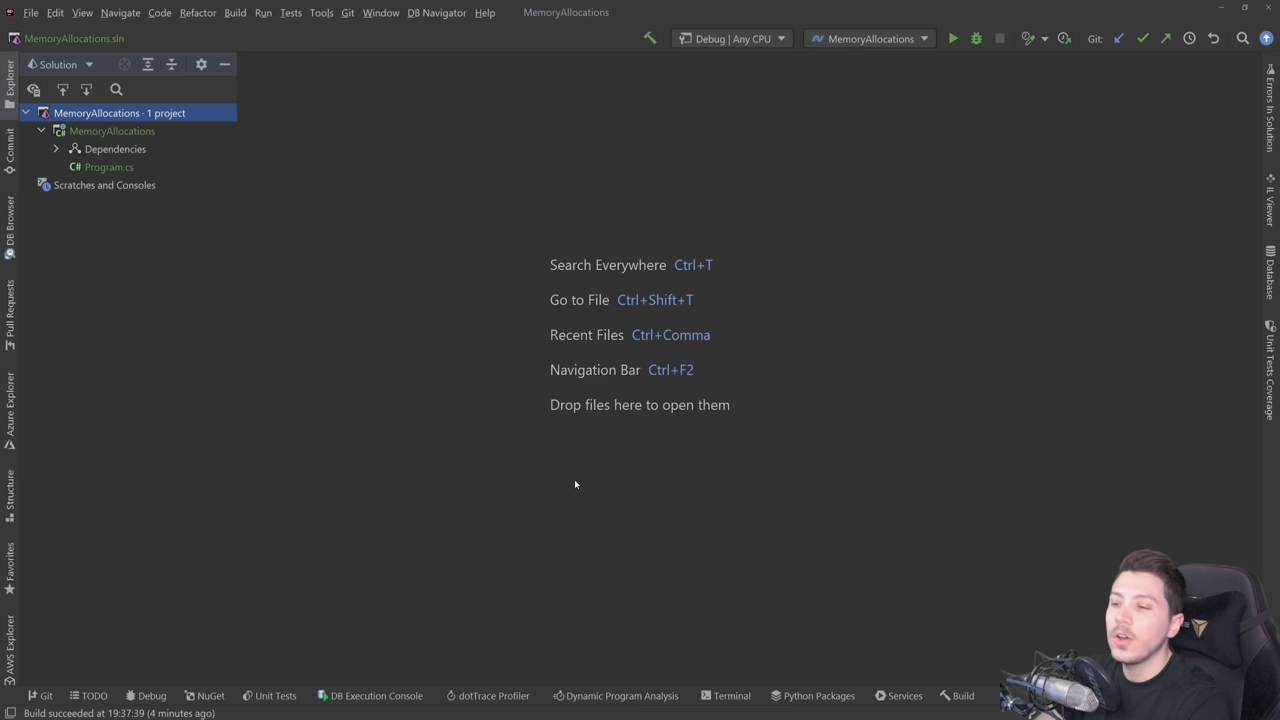 File Edit View Navigate Code Refactor Build Run Tests Tools Git Window DB Navigator Help MemoryAllocations
MemoryAllocations.sln
Debug | Any CPU
MemoryAllocations
Git:
Solution
MemoryAllocations · 1 project
MemoryAllocations
Dependencies
C# Program.cs
Scratches and Consoles
Explorer
Commit
DB Browser
Pull Requests
Azure Explorer
Structure
Favorites
AWS Explorer
Search Everywhere Ctrl+T
Go to File Ctrl+Shift+T
Recent Files Ctrl+Comma
Navigation Bar Ctrl+F2
Drop files here to open them
Errors In Solution
IL Viewer
Database
Unit Tests Coverage
Git TODO Debug NuGet Unit Tests DB Execution Console dotTrace Profiler Dynamic Program Analysis Terminal Python Packages Services Build
Build succeeded at 19:37:39 (4 minutes ago)